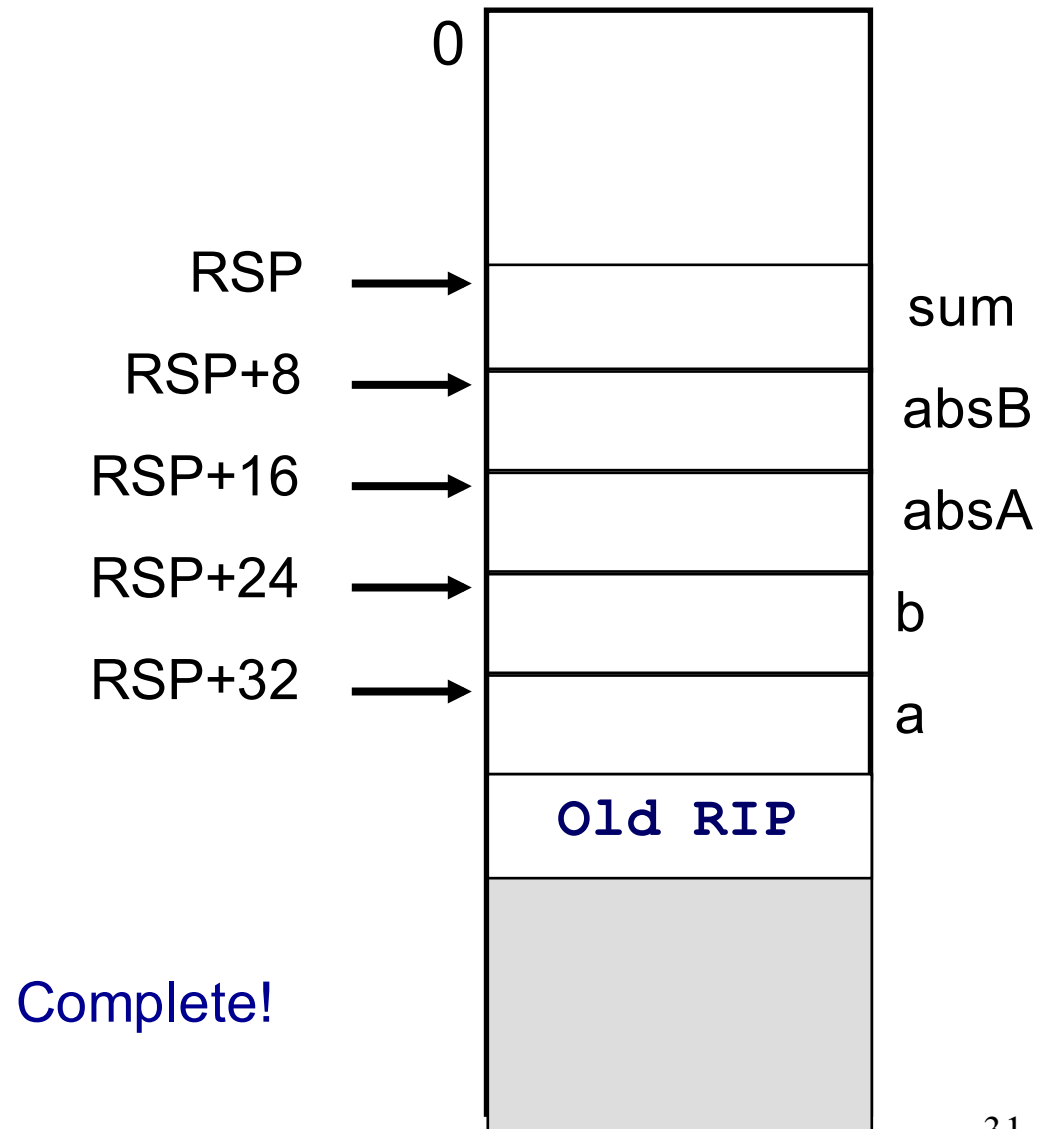 0
RSP
sum
RSP+8
absB
RSP+16
absA
RSP+24
b
RSP+32
a
Old RIP
Complete!